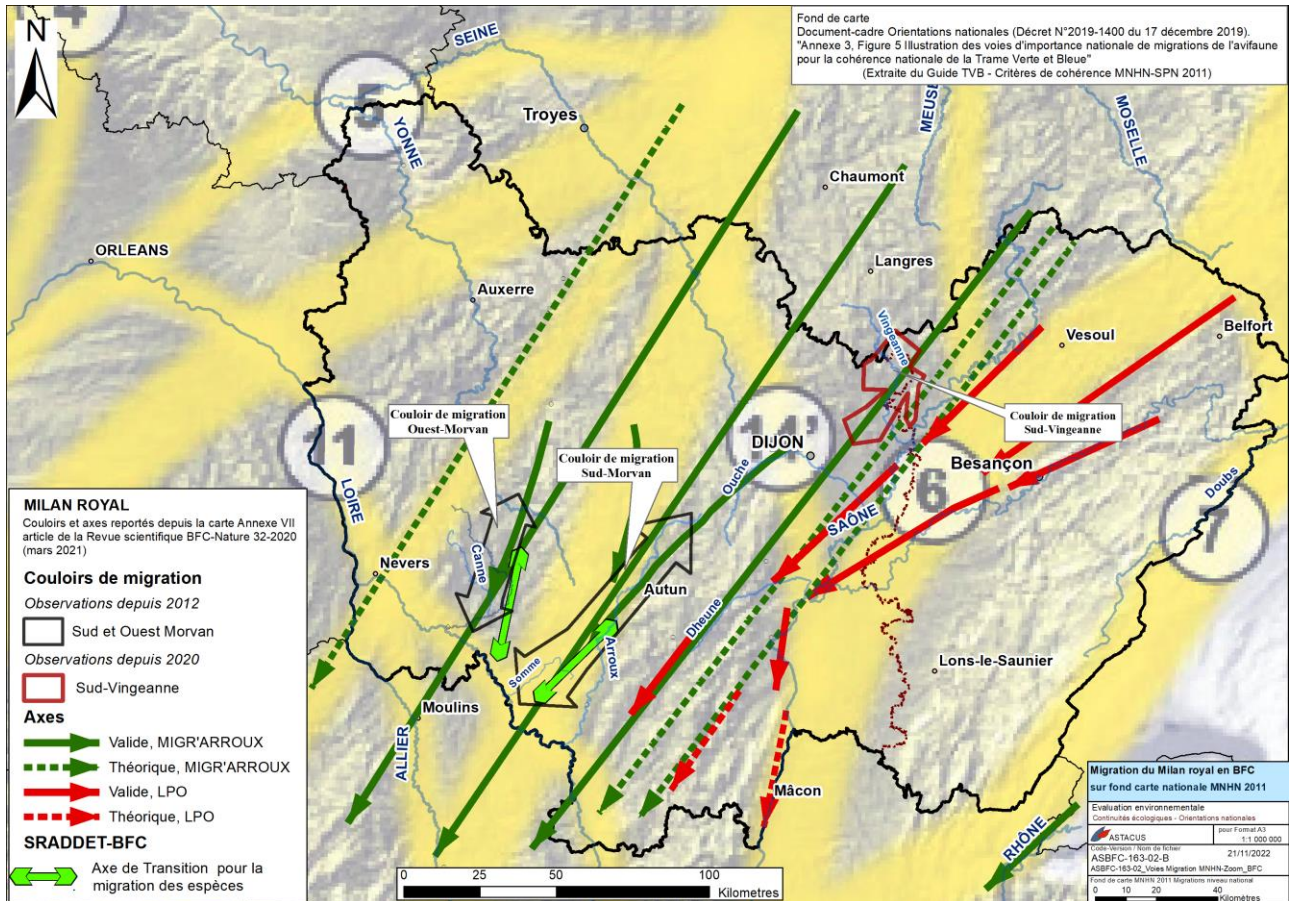 N
Fond de carte
Document-cadre Orientations nationales (Décret N°2019-1400 du 17 décembre 2019).
"Annexe 3, Figure 5 Illustration des voies d'importance nationale de migrations de l'avifaune
pour la cohérence nationale de la Trame Verte et Bleue"
(Extraite du Guide TVB - Critères de cohérence MNHN-SPN 2011)
SEINE
5
YONNE
Troyes
MEUSE
MOSELLE
Chaumont
ORLEANS
Langres
Auxerre
Vingeanne
Vesoul
Belfort
Couloir de migration
Ouest-Morvan
Couloir de migration
Sud-Morvan
Couloir de migration
Sud-Vingeanne
11
14'
DIJON
Ouche
Besançon
6
Doubs
7
LOIRE
SAÔNE
Nevers
Canne
Autun
Dheune
Arroux
Somme
Lons-le-Saunier
Moulins
ALLIER
Mâcon
RHÔNE
MILAN ROYAL
Couloirs et axes reportés depuis la carte Annexe VII
article de la Revue scientifique BFC-Nature 32-2020
(mars 2021)
Couloirs de migration
Observations depuis 2012
Sud et Ouest Morvan
Observations depuis 2020
Sud-Vingeanne
Axes
Valide, MIGR'ARROUX
Théorique, MIGR'ARROUX
Valide, LPO
Théorique, LPO
SRADDET-BFC
Axe de Transition pour la
migration des espèces
0 25 50 100
Kilometres
Migration du Milan royal en BFC
sur fond carte nationale MNHN 2011
Evaluation environnementale
Continuités écologiques - Orientations nationales
ASTACUS
pour Format A3
1:1 000 000
Code-Version / Nom de fichier
ASBFC-163-02-B
21/11/2022
ASBFC-163-02_Voies Migration MNHN-Zoom_BFC
Fond de carte MNHN 2011 Migrations niveau national
0 10 20 40
Kilomètres